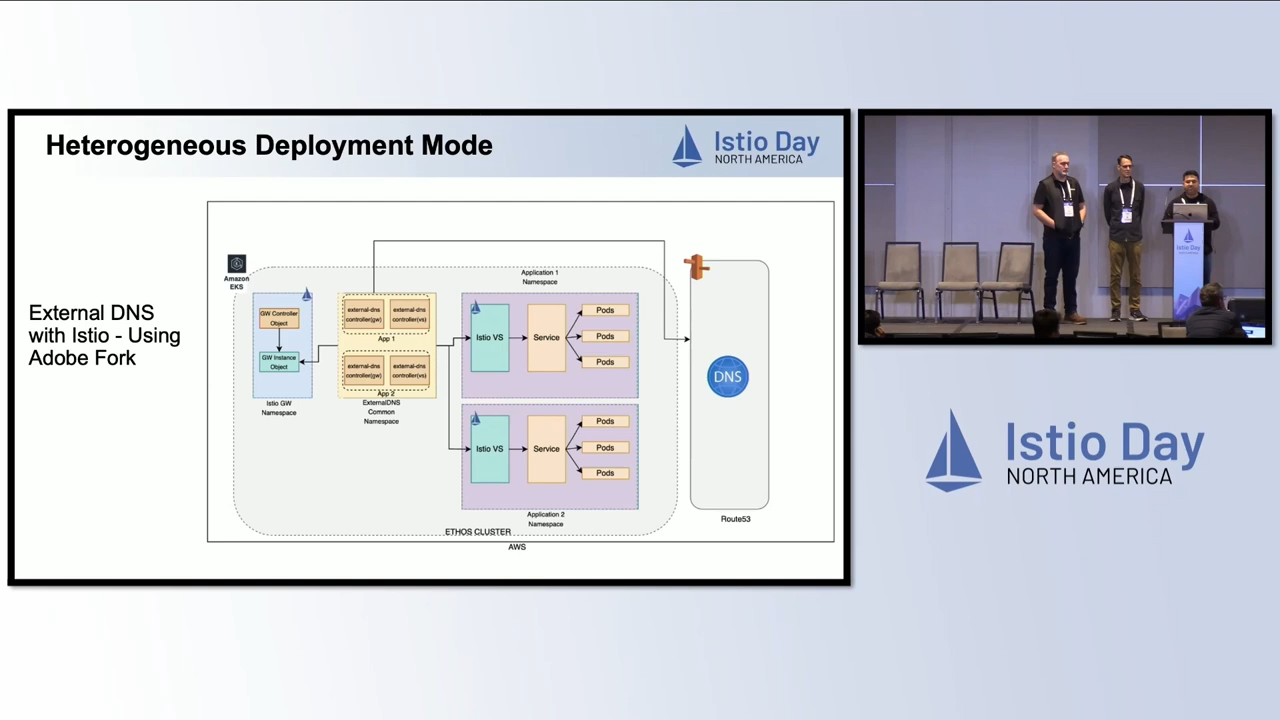 Heterogeneous Deployment Mode
Istio Day
NORTH AMERICA
External DNS
with Istio - Using
Adobe Fork
Amazon
EKS
GW Controller
Object
GW Instance
Object
Istio GW
Namespace
external-dns
controller(gw)
external-dns
controller(vs)
App 1
external-dns
controller(gw)
external-dns
controller(vs)
App 2
ExternalDNS
Common
Namespace
Application 1
Namespace
Istio VS
Service
Pods
Pods
Pods
Istio VS
Service
Pods
Pods
Pods
Application 2
Namespace
ETHOS CLUSTER
AWS
DNS
Route53
Istio Day
Istio Day
NORTH AMERICA